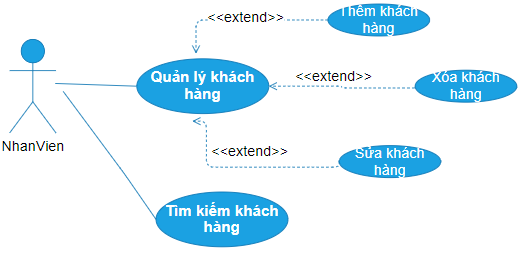 Thêm khách
hàng
<<extend>>
Quản lý khách
hàng
<<extend>>
Xóa khách
hàng
NhanVien
<<extend>>
Sửa khách
hàng
Tìm kiếm khách
hàng